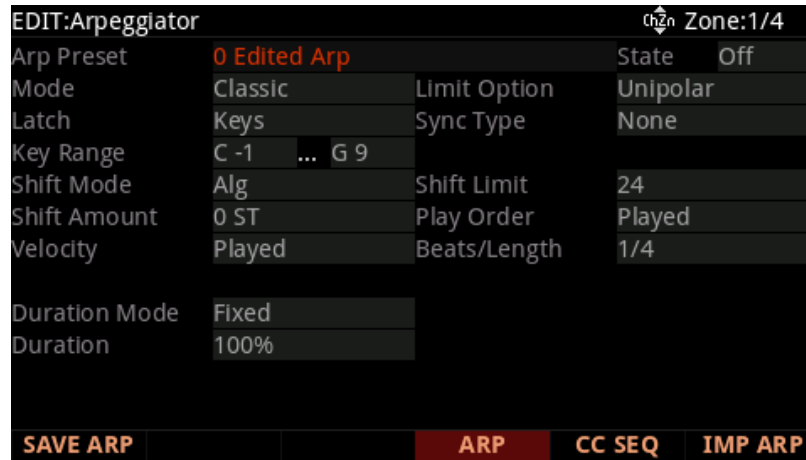 EDIT:Arpeggiator ChZn Zone:1/4
Arp Preset 0 Edited Arp State Off
Mode Classic Limit Option Unipolar
Latch Keys Sync Type None
Key Range C -1 ... G 9
Shift Mode Alg Shift Limit 24
Shift Amount 0 ST Play Order Played
Velocity Played Beats/Length 1/4
Duration Mode Fixed
Duration 100%
SAVE ARP ARP CC SEQ IMP ARP